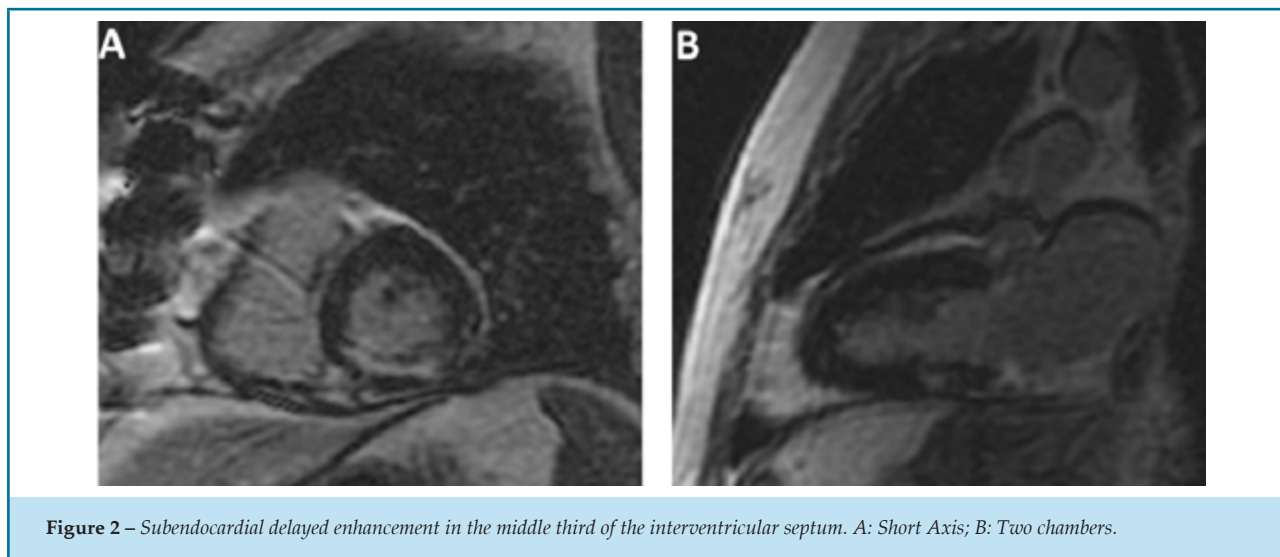 A
B
Figure 2 – Subendocardial delayed enhancement in the middle third of the interventricular septum. A: Short Axis; B: Two chambers.